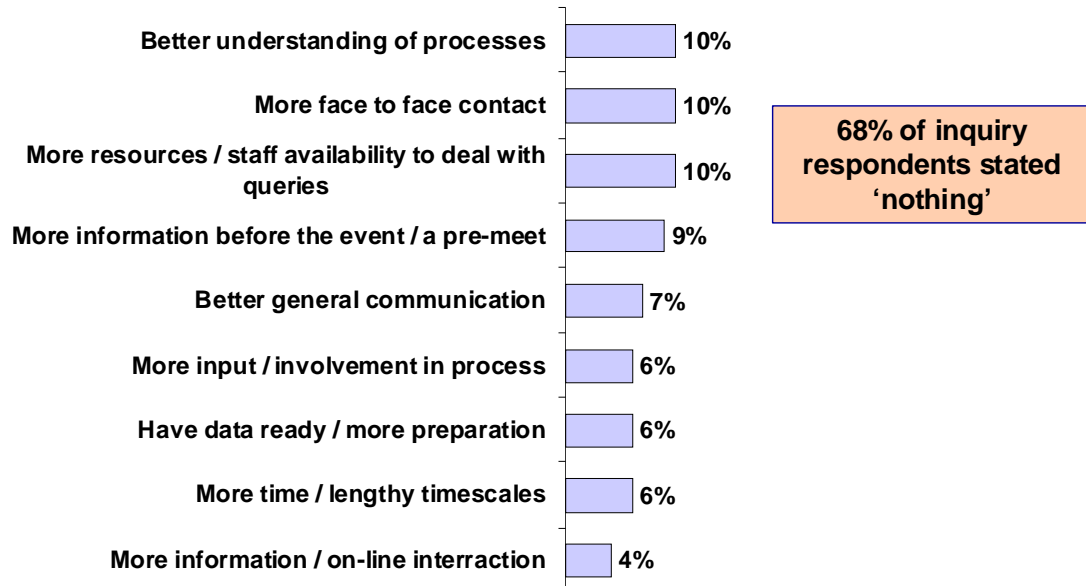 Better understanding of processes 10%
More face to face contact 10%
More resources / staff availability to deal with
queries 10%
More information before the event / a pre-meet 9%
Better general communication 7%
More input / involvement in process 6%
Have data ready / more preparation 6%
More time / lengthy timescales 6%
More information / on-line interraction 4%
68% of inquiry
respondents stated
‘nothing’